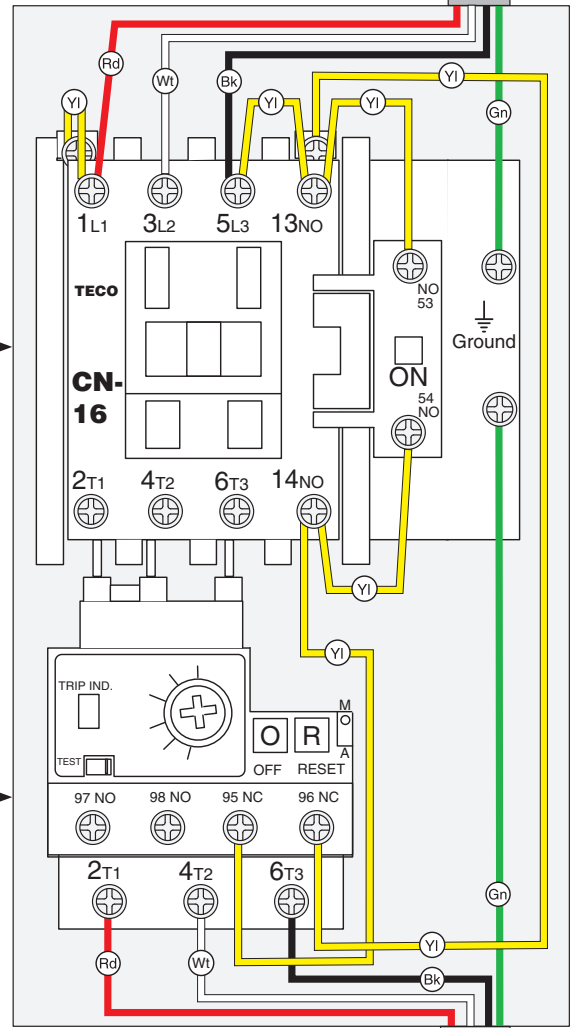 Rd
Wt
Bk
Yl
Yl
Yl
Yl
Gn
1L1 3L2 5L3 13NO
TECO
CN-
16
NO
53
ON
54
NO
Ground
2T1 4T2 6T3 14NO
Yl
Yl
TRIP IND.
TEST
O R
M
A
OFF RESET
97 NO 98 NO 95 NC 96 NC
2T1 4T2 6T3
Gn
Yl
Rd
Wt
Bk